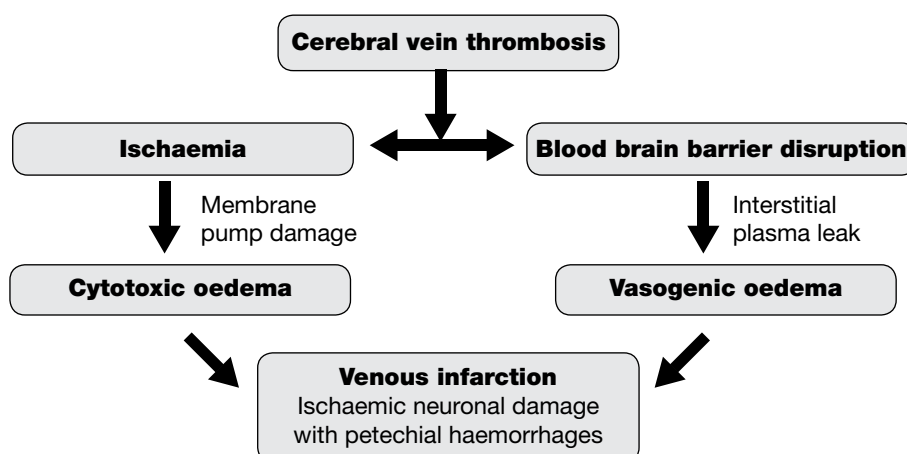 Cerebral vein thrombosis
Ischaemia
Blood brain barrier disruption
Membrane
pump damage
Interstitial
plasma leak
Cytotoxic oedema
Vasogenic oedema
Venous infarction
Ischaemic neuronal damage
with petechial haemorrhages